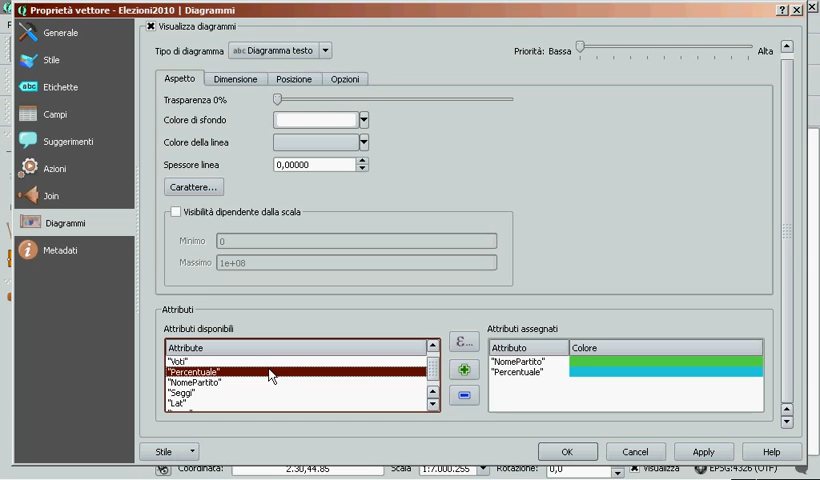 Proprietà vettore - Elezioni2010 | Diagrammi
Generale
Stile
Etichette
Campi
Suggerimenti
Azioni
Join
Diagrammi
Metadati
Visualizza diagrammi
Tipo di diagramma abc Diagramma testo
Priorità: Bassa Alta
Aspetto Dimensione Posizione Opzioni
Trasparenza 0%
Colore di sfondo
Colore della linea
Spessore linea 0,00000
Carattere...
Visibilità dipendente dalla scala
Minimo 0
Massimo 1e+08
Attributi
Attributi disponibili
Attribute
"Voti"
"Percentuale"
"NomePartito"
"Seggi"
"Lat"
ε...
Attributi assegnati
Attributo Colore
"NomePartito"
"Percentuale"
Stile OK Cancel Apply Help
Coordinata: 2.30,44.85 Scala 1:7.000.255 Rotazione: 0,0 Visualizza EPSG:4326 (OTF)